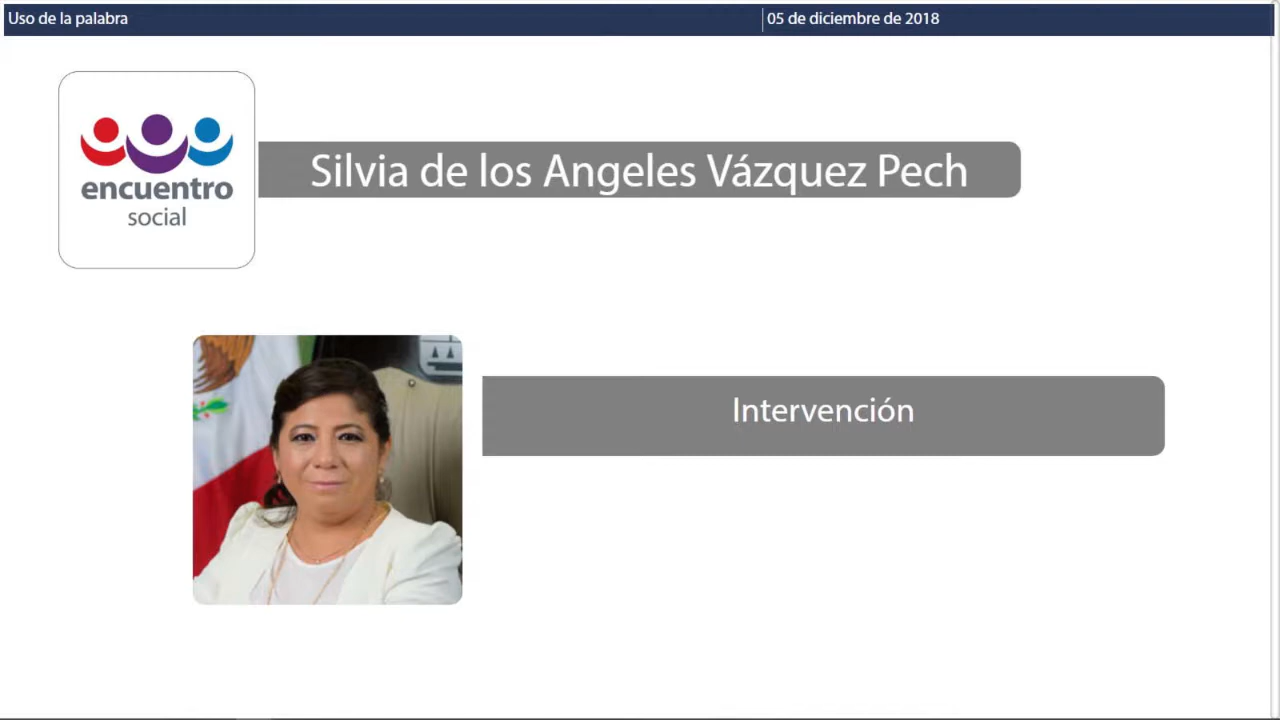 Uso de la palabra
05 de diciembre de 2018
encuentro
social
Silvia de los Angeles Vázquez Pech
Intervención